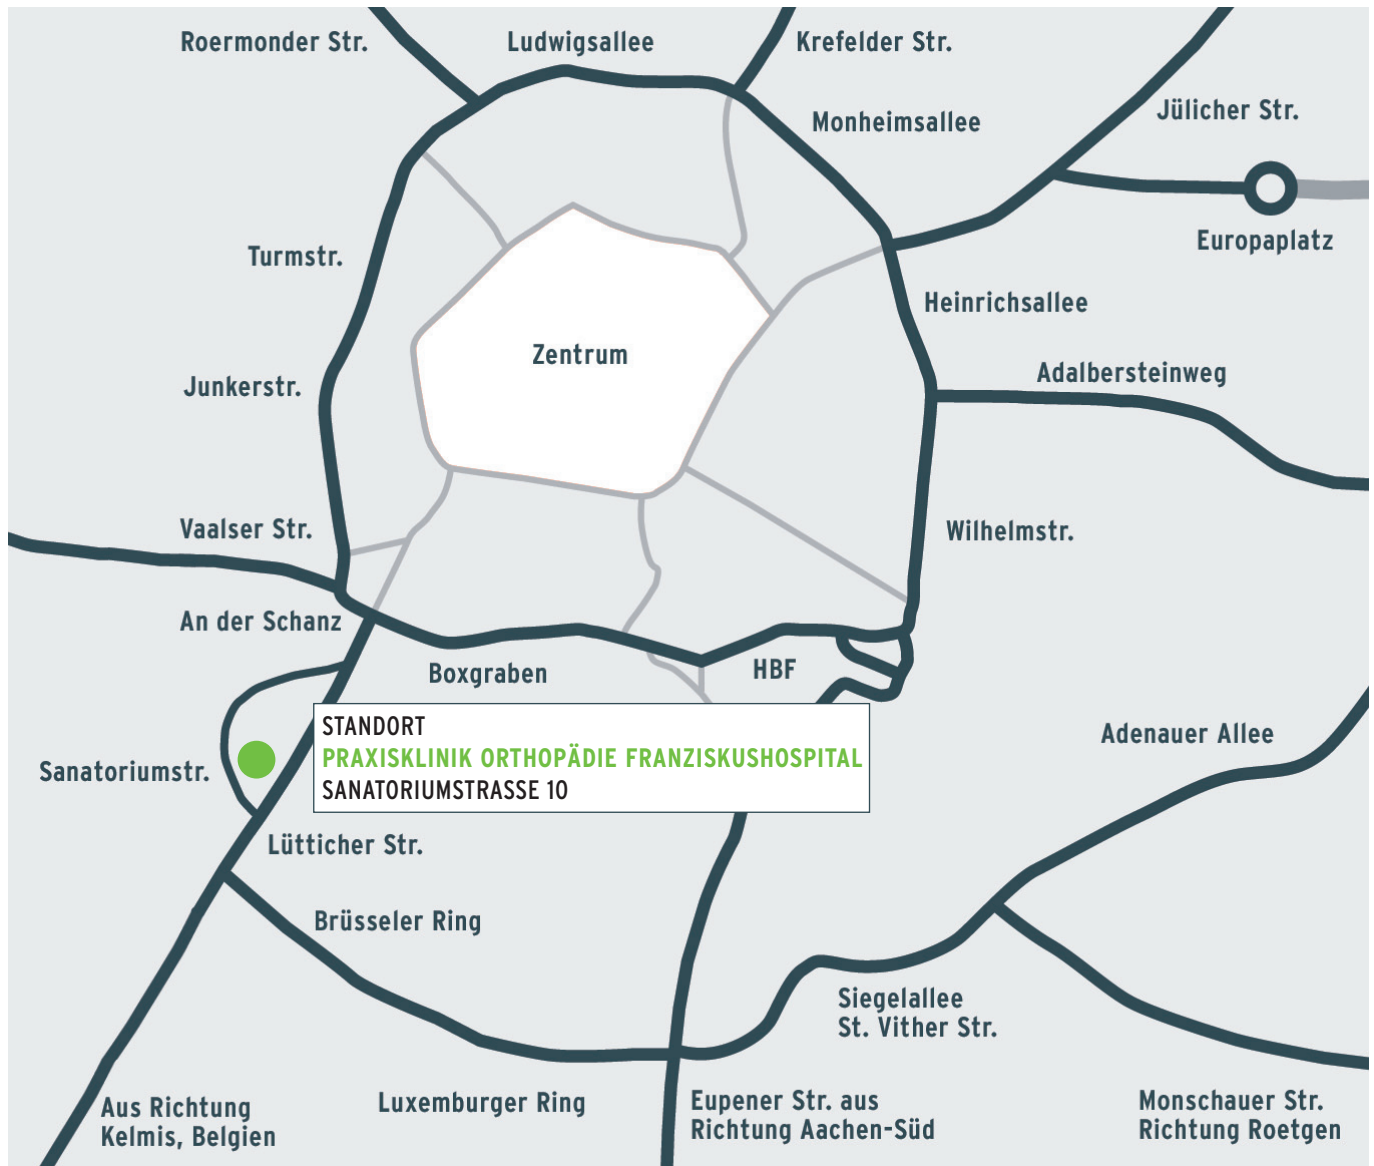 Roermonder Str.
Ludwigsallee
Krefelder Str.
Jülicher Str.
Monheimsallee
Europaplatz
Turmstr.
Heinrichsallee
Zentrum
Adalbersteinweg
Junkerstr.
Vaalser Str.
Wilhelmstr.
An der Schanz
Boxgraben
HBF
STANDORT
PRAXISKLINIK ORTHOPÄDIE FRANZISKUSHOSPITAL
SANATORIUMSTRASSE 10
Adenauer Allee
Sanatoriumstr.
Lütticher Str.
Brüsseler Ring
Siegelallee
St. Vither Str.
Luxemburger Ring
Aus Richtung
Kelmis, Belgien
Eupener Str. aus
Richtung Aachen-Süd
Monschauer Str.
Richtung Roetgen